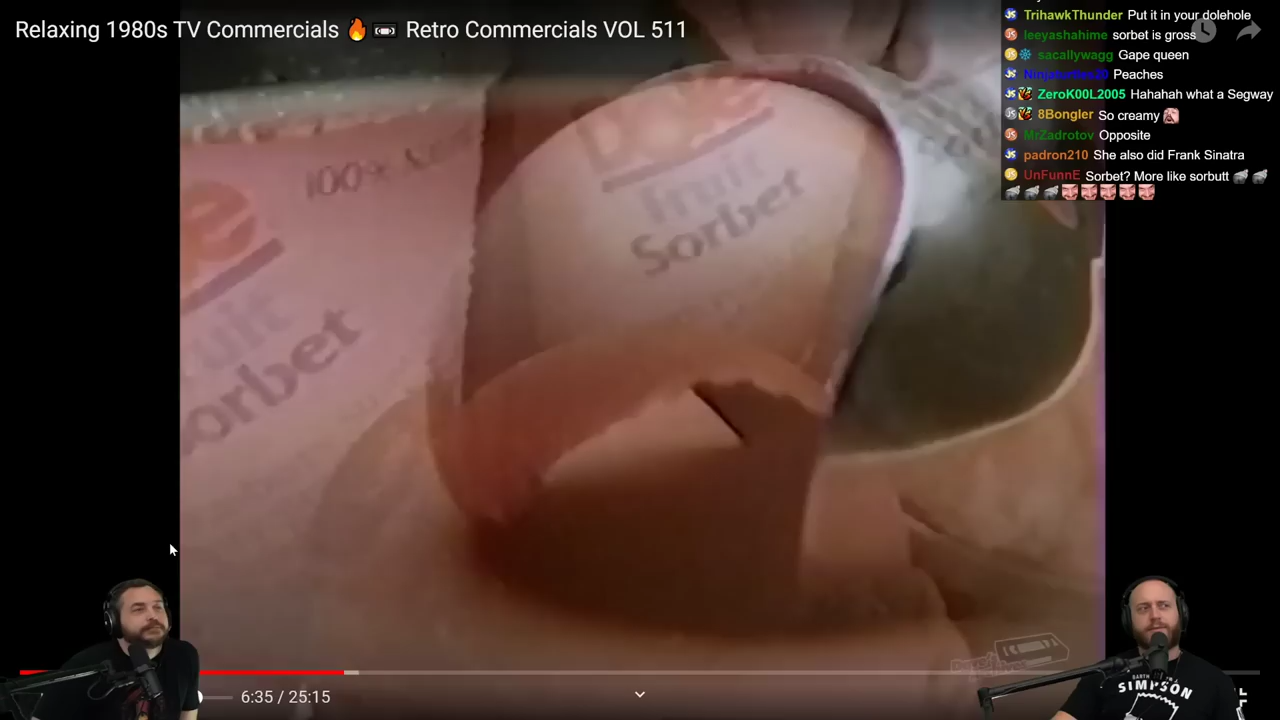 Relaxing 1980s TV Commercials 🔥📼 Retro Commercials VOL 511
TrihawkThunder Put it in your dolehole
leeyashahime sorbet is gross
sacallywagg Gape queen
Ninjaturtles20 Peaches
ZeroK00L2005 Hahahah what a Segway
8Bongler So creamy
MrZadrotov Opposite
padron210 She also did Frank Sinatra
UnFunnE Sorbet? More like sorbutt
100%
Fruit
Sorbet
6:35 / 25:15
SIMPSON